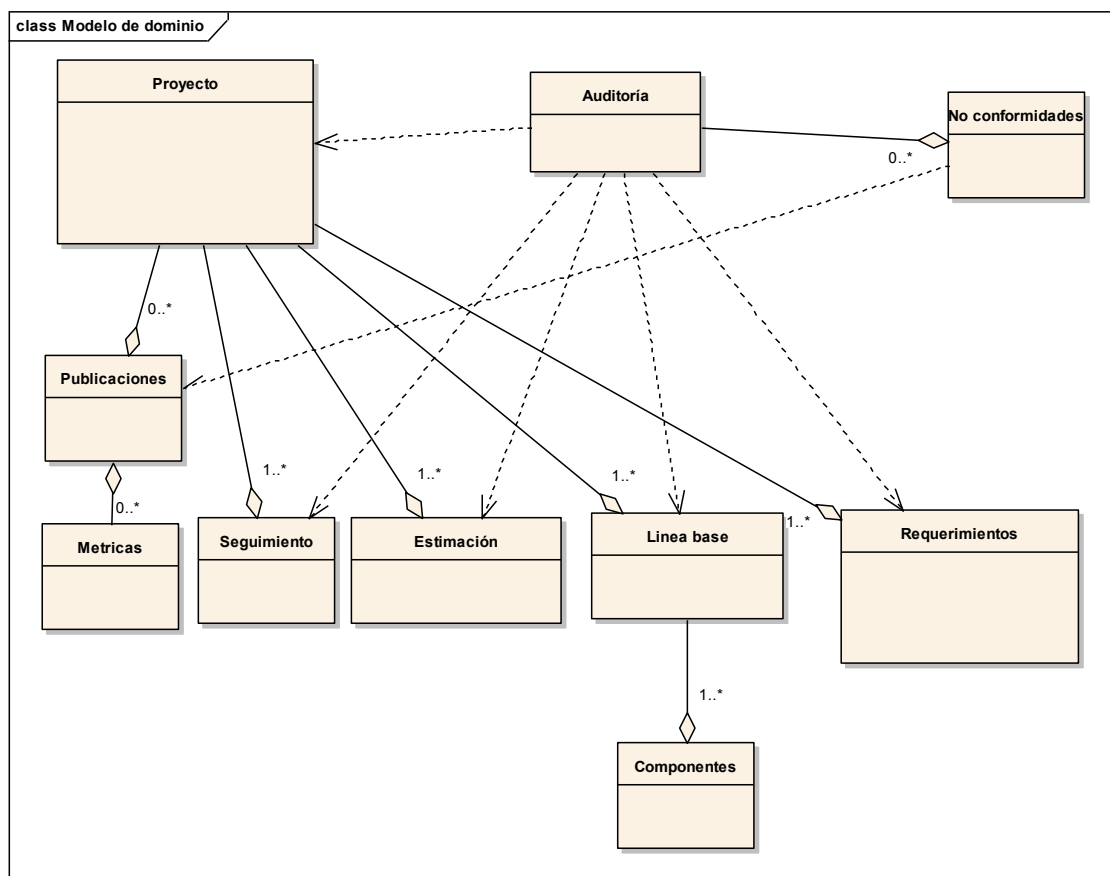 class Modelo de dominio
Proyecto
Auditoría
No conformidades
0..*
0..*
Publicaciones
1..*
1..*
1..*
0..*
1..*
Metricas
Seguimiento
Estimación
Linea base
Requerimientos
1..*
Componentes